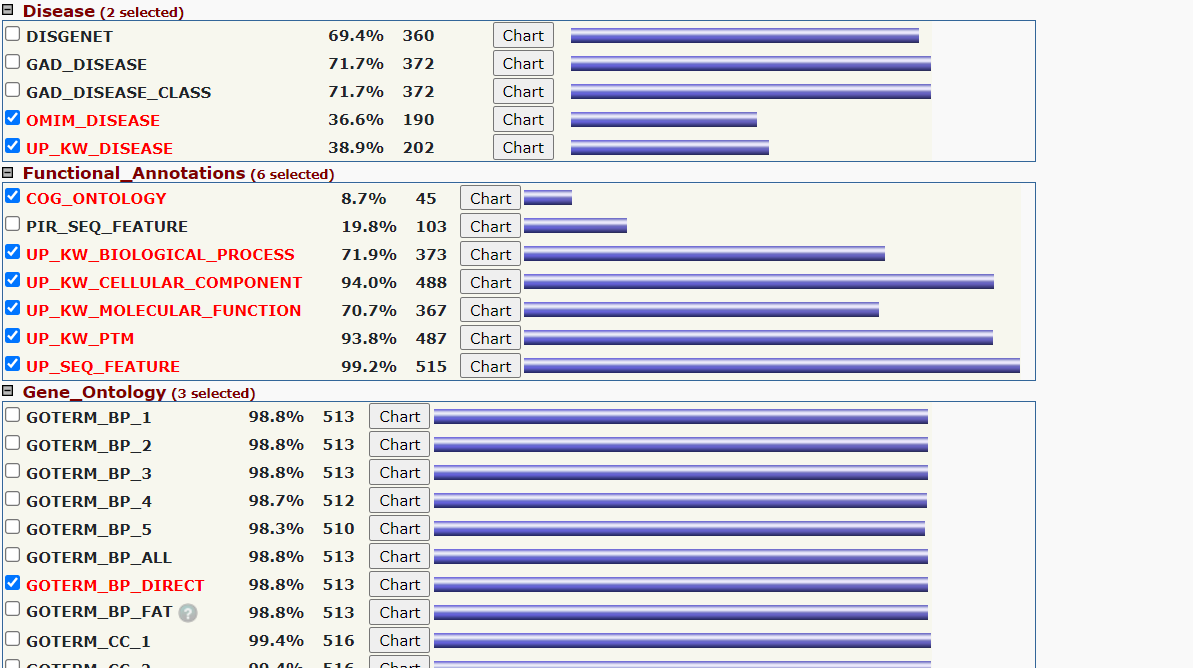 Disease (2 selected)
DISGENET 69.4% 360 Chart
GAD_DISEASE 71.7% 372 Chart
GAD_DISEASE_CLASS 71.7% 372 Chart
OMIM_DISEASE 36.6% 190 Chart
UP_KW_DISEASE 38.9% 202 Chart
Functional_Annotations (6 selected)
COG_ONTOLOGY 8.7% 45 Chart
PIR_SEQ_FEATURE 19.8% 103 Chart
UP_KW_BIOLOGICAL_PROCESS 71.9% 373 Chart
UP_KW_CELLULAR_COMPONENT 94.0% 488 Chart
UP_KW_MOLECULAR_FUNCTION 70.7% 367 Chart
UP_KW_PTM 93.8% 487 Chart
UP_SEQ_FEATURE 99.2% 515 Chart
Gene_Ontology (3 selected)
GOTERM_BP_1 98.8% 513 Chart
GOTERM_BP_2 98.8% 513 Chart
GOTERM_BP_3 98.8% 513 Chart
GOTERM_BP_4 98.7% 512 Chart
GOTERM_BP_5 98.3% 510 Chart
GOTERM_BP_ALL 98.8% 513 Chart
GOTERM_BP_DIRECT 98.8% 513 Chart
GOTERM_BP_FAT ? 98.8% 513 Chart
GOTERM_CC_1 99.4% 516 Chart
GOTERM_CC_2 99.4% 516 Chart